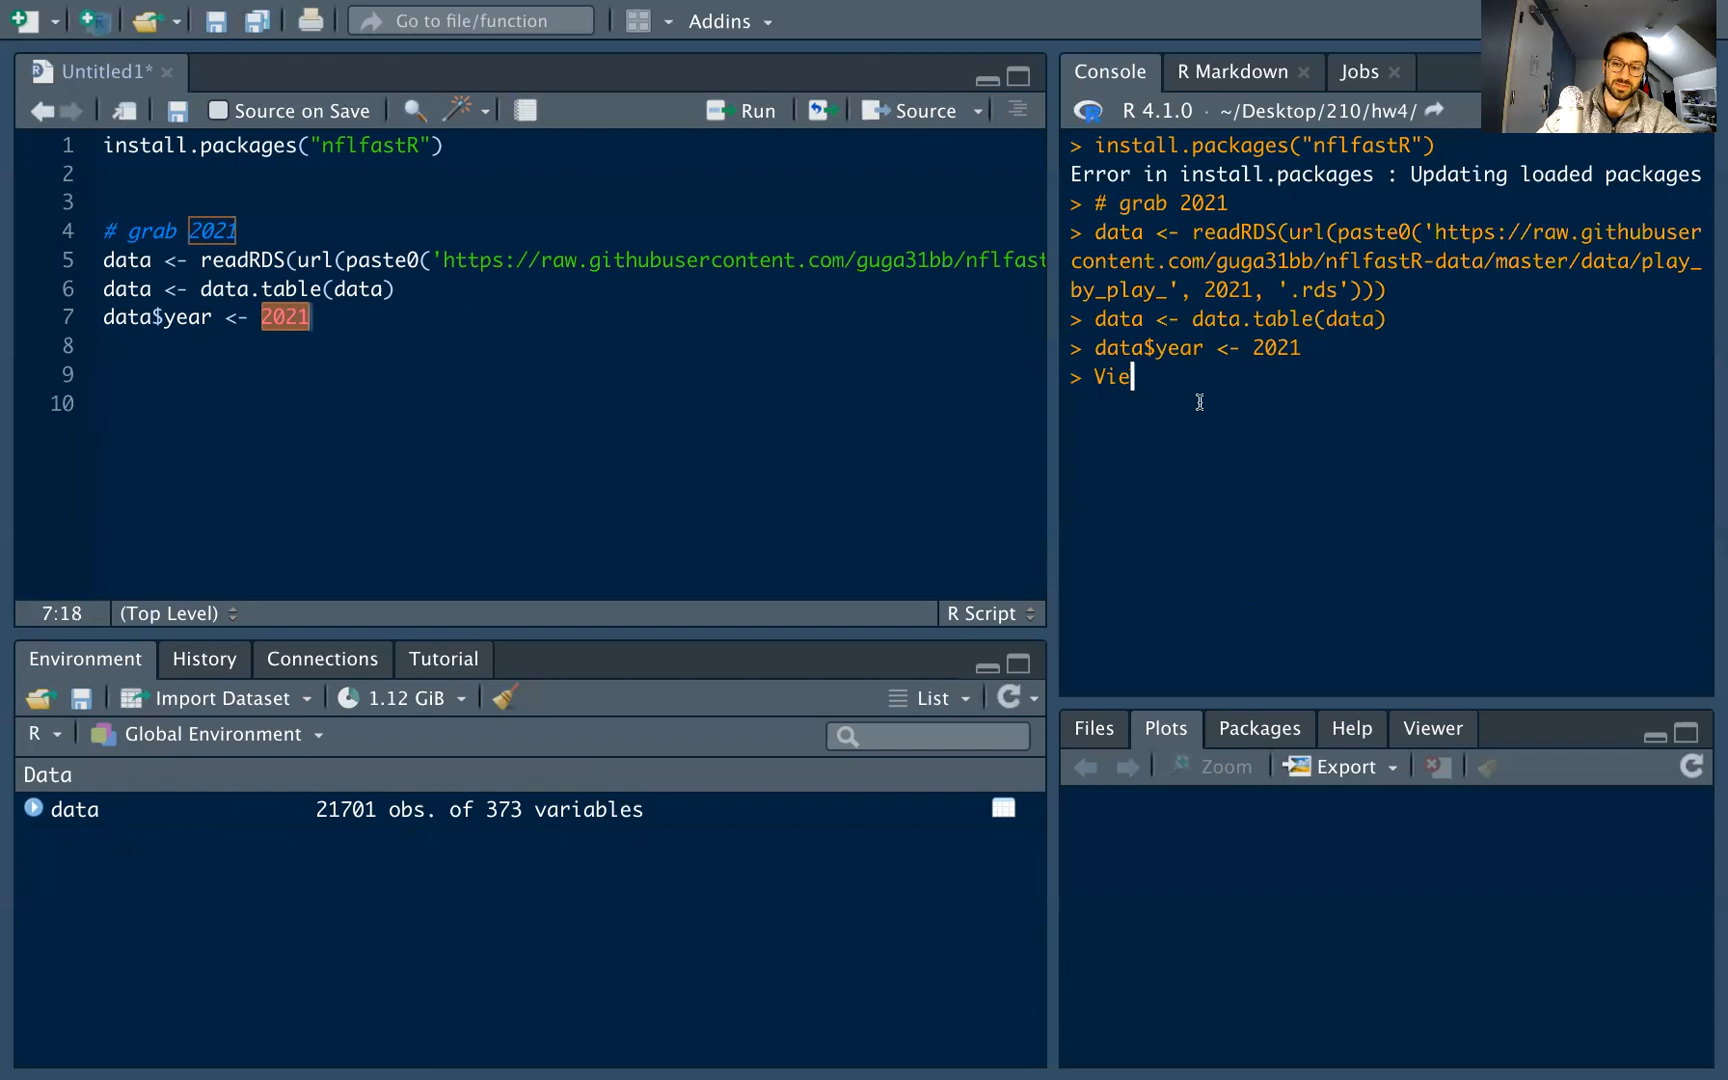 Go to file/function
Addins
Untitled1*
Source on Save
Run
Source
1 install.packages("nflfastR")
2
3
4 # grab 2021
5 data <- readRDS(url(paste0('https://raw.githubusercontent.com/guga31bb/nflfast
6 data <- data.table(data)
7 data$year <- 2021
8
9
10
7:18
(Top Level)
R Script
Console
R Markdown
Jobs
R 4.1.0 · ~/Desktop/210/hw4/
> install.packages("nflfastR")
Error in install.packages : Updating loaded packages
> # grab 2021
> data <- readRDS(url(paste0('https://raw.githubuser
content.com/guga31bb/nflfastR-data/master/data/play_
by_play_', 2021, '.rds')))
> data <- data.table(data)
> data$year <- 2021
> Vie
Environment
History
Connections
Tutorial
Import Dataset
1.12 GiB
List
R
Global Environment
Data
data 21701 obs. of 373 variables
Files
Plots
Packages
Help
Viewer
Zoom
Export